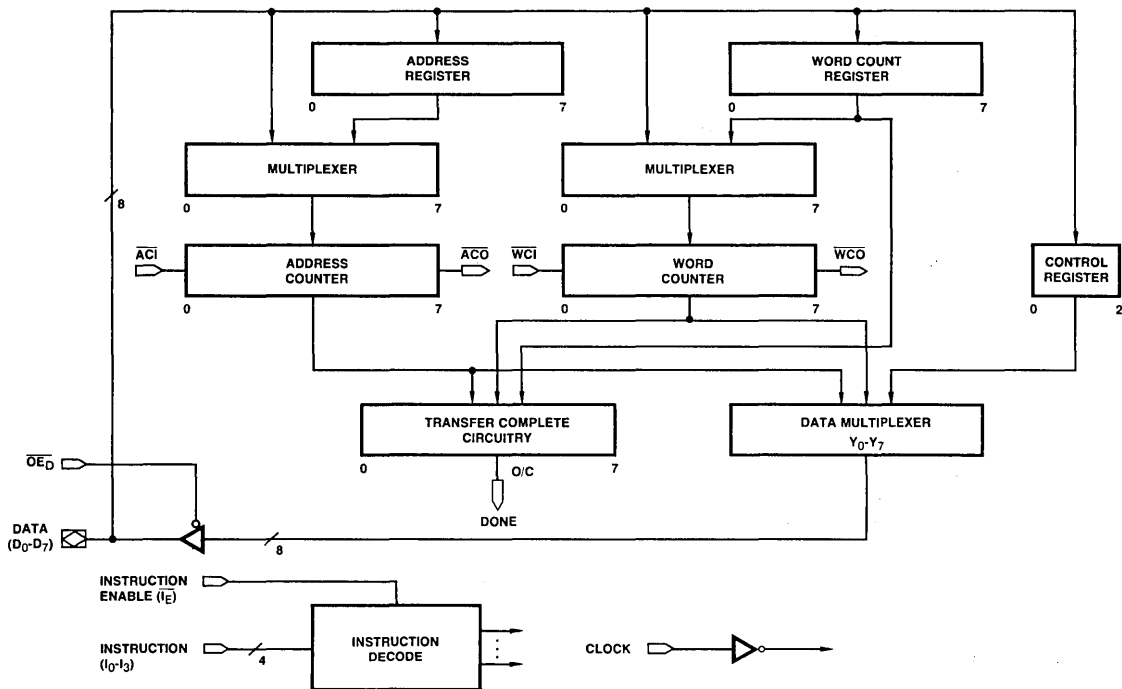 ADDRESS
REGISTER
0 7
WORD COUNT
REGISTER
0 7
MULTIPLEXER
0 7
MULTIPLEXER
0 7
8
ACI
ADDRESS
COUNTER
0 7
ACO
WCI
WORD
COUNTER
0 7
WCO
CONTROL
REGISTER
0 2
TRANSFER COMPLETE
CIRCUITRY
0 7
O/C
DONE
DATA MULTIPLEXER
Y0-Y7
OED
DATA
(D0-D7)
8
INSTRUCTION
ENABLE (IE)
INSTRUCTION
(I0-I3)
4
INSTRUCTION
DECODE
CLOCK